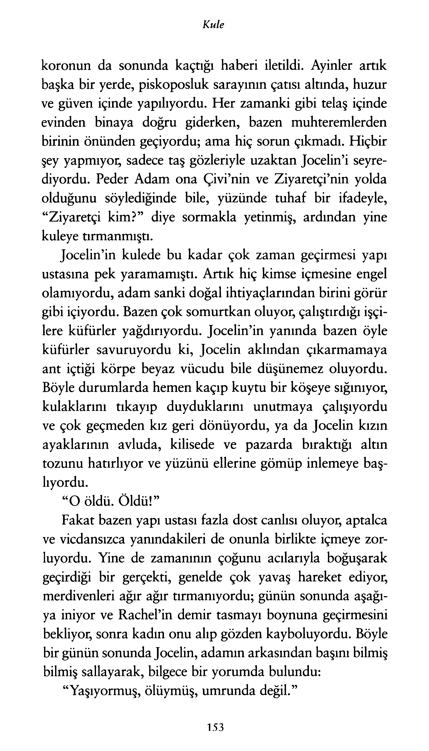 Kule
koronun da sonunda kaçtığı haberi iletildi. Ayinler artık
başka bir yerde, piskoposluk sarayının çatısı altında, huzur
ve güven içinde yapılıyordu. Her zamanki gibi telaş içinde
evinden binaya doğru giderken, bazen muhteremlerden
birinin önünden geçiyordu; ama hiç sorun çıkmadı. Hiçbir
şey yapmıyor, sadece taş gözleriyle uzaktan Jocelin’i seyre-
diyordu. Peder Adam ona Çivi’nin ve Ziyaretçi’nin yolda
olduğunu söylediğinde bile, yüzünde tuhaf bir ifadeyle,
“Ziyaretçi kim?” diye sormakla yetinmiş, ardından yine
kuleye tırmanmıştı.
Jocelin’in kulede bu kadar çok zaman geçirmesi yapı
ustasına pek yaramamıştı. Artık hiç kimse içmesine engel
olamıyordu, adam sanki doğal ihtiyaçlarından birini görür
gibi içiyordu. Bazen çok somurtkan oluyor, çalıştırdığı işçi-
lere küfürler yağdırıyordu. Jocelin’in yanında bazen öyle
küfürler savuruyordu ki, Jocelin aklından çıkarmamaya
ant içtiği körpe beyaz vücudu bile düşünemez oluyordu.
Böyle durumlarda hemen kaçıp kuytu bir köşeye sığınıyor,
kulaklarını tıkayıp duyduklarını unutmaya çalışıyordu
ve çok geçmeden kız geri dönüyordu, ya da Jocelin kızın
ayaklarının avluda, kilisede ve pazarda bıraktığı altın
tozunu hatırlıyor ve yüzünü ellerine gömüp inlemeye baş-
lıyordu.
“O öldü. Öldü!”
Fakat bazen yapı ustası fazla dost canlısı oluyor, aptalca
ve vicdansızca yanındakileri de onunla birlikte içmeye zor-
luyordu. Yine de zamanının çoğunu acılarıyla boğuşarak
geçirdiği bir gerçekti, genelde çok yavaş hareket ediyor,
merdivenleri ağır ağır tırmanıyordu; günün sonunda aşağı-
ya iniyor ve Rachel’in demir tasmayı boynuna geçirmesini
bekliyor, sonra kadın onu alıp gözden kayboluyordu. Böyle
bir günün sonunda Jocelin, adamın arkasından başını bilmiş
bilmiş sallayarak, bilgece bir yorumda bulundu:
“Yaşıyormuş, ölüymüş, umrunda değil.”
153